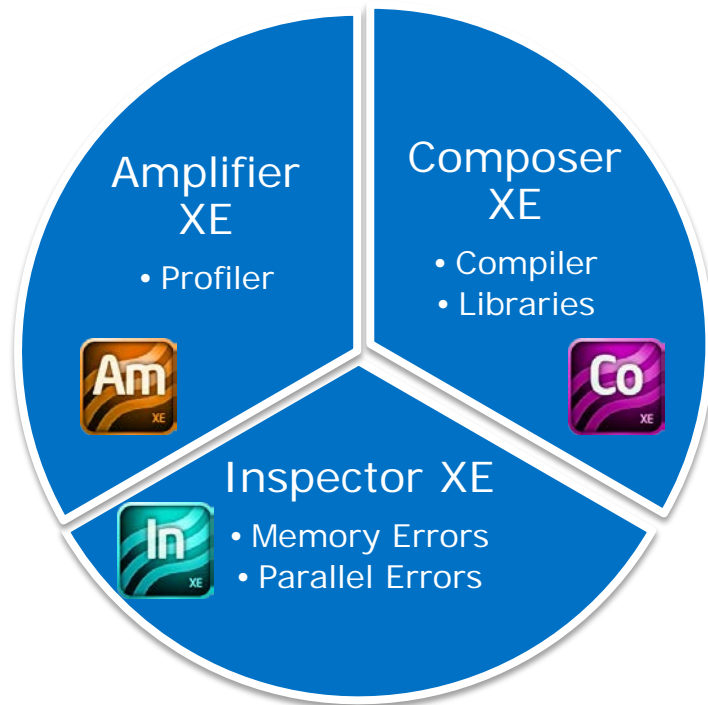 Amplifier
XE
• Profiler
Am
XE
Composer
XE
• Compiler
• Libraries
Co
XE
Inspector XE
• Memory Errors
• Parallel Errors
In
XE